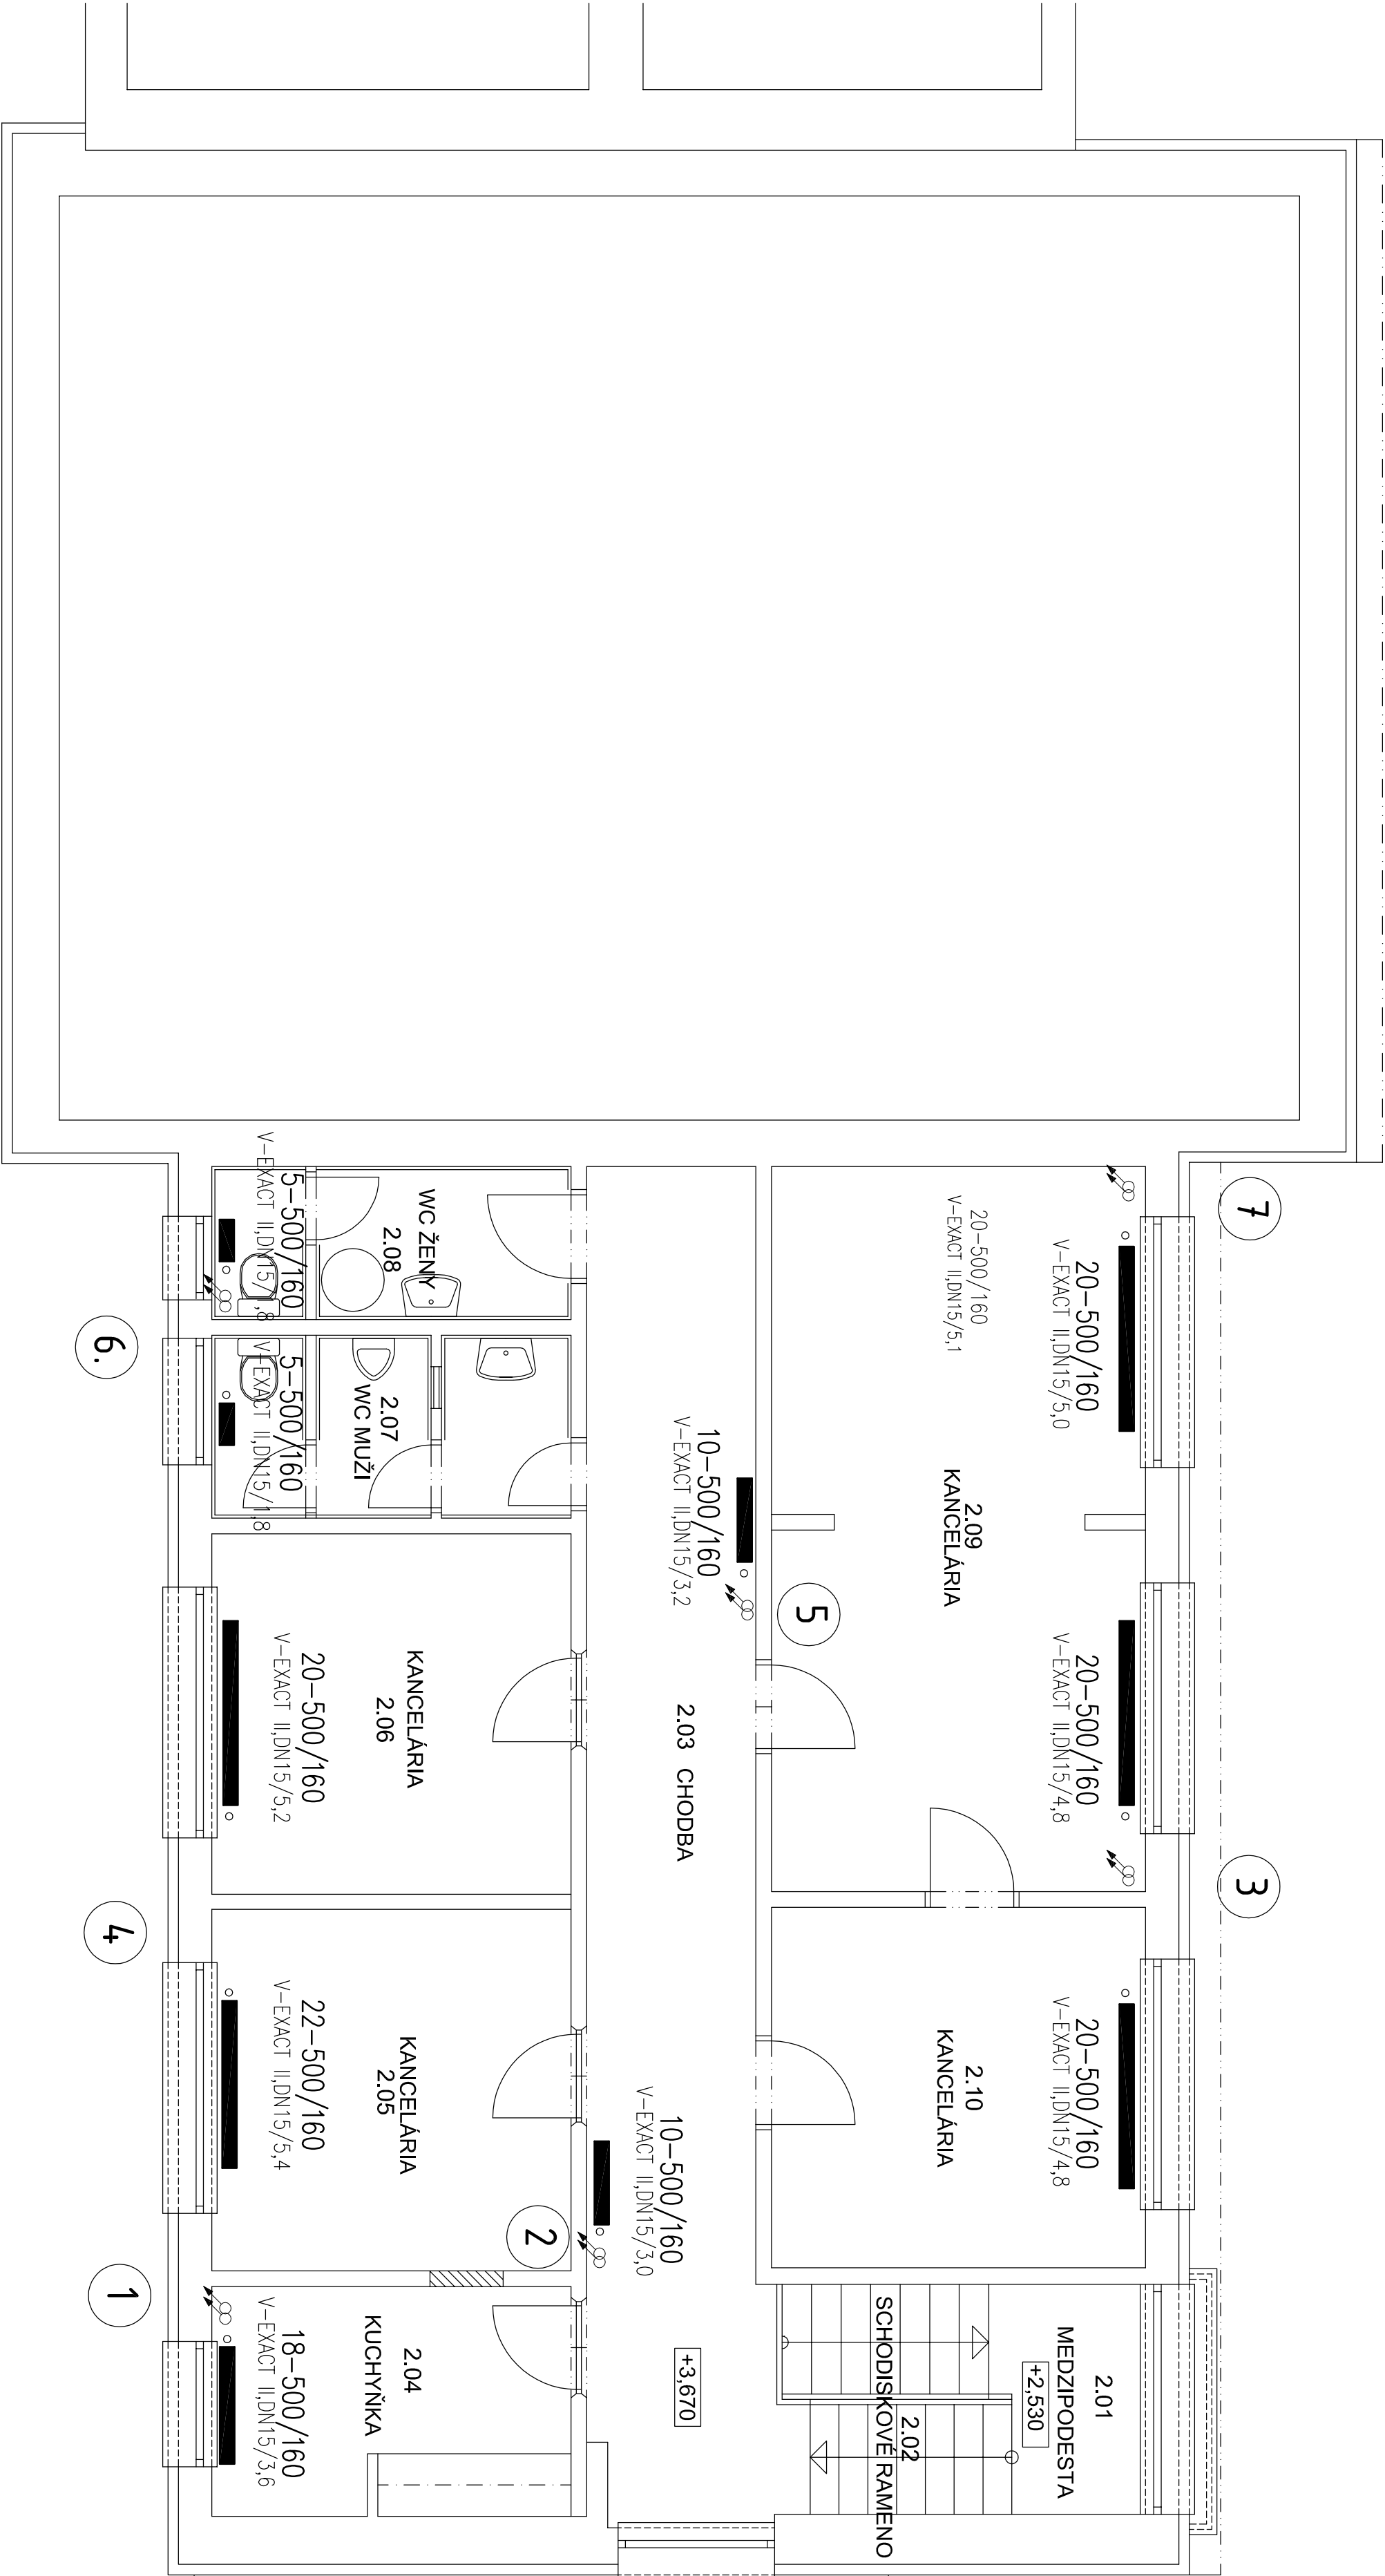 7
20-500/160
V-EXACT II,DN15/5,0
20-500/160
V-EXACT II,DN15/5,1
2.09
KANCELÁRIA
20-500/160
V-EXACT II,DN15/4,8
3
20-500/160
V-EXACT II,DN15/4,8
2.10
KANCELÁRIA
2.01
MEDZIPODESTA
+2,530
2.02
SCHODISKOVÉ RAMENO
5
10-500/160
V-EXACT II,DN15/3,2
2.03 CHODBA
10-500/160
V-EXACT II,DN15/3,0
+3,670
2
WC ŽENY
2.08
5-500/160
V-EXACT II,DN15/1,8
6.
2.07
WC MUŽI
5-500/160
V-EXACT II,DN15/1,8
KANCELÁRIA
2.06
20-500/160
V-EXACT II,DN15/5,2
4
KANCELÁRIA
2.05
22-500/160
V-EXACT II,DN15/5,4
1
2.04
KUCHYŇKA
18-500/160
V-EXACT II,DN15/3,6